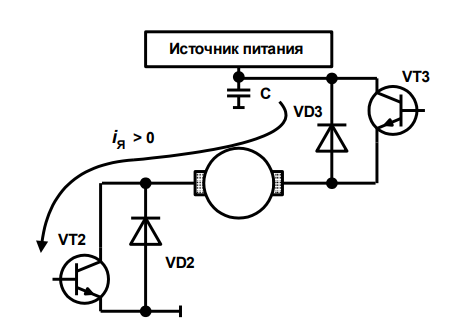 Источник питания
VT3
C
VD3
iЯ > 0
VT2
VD2